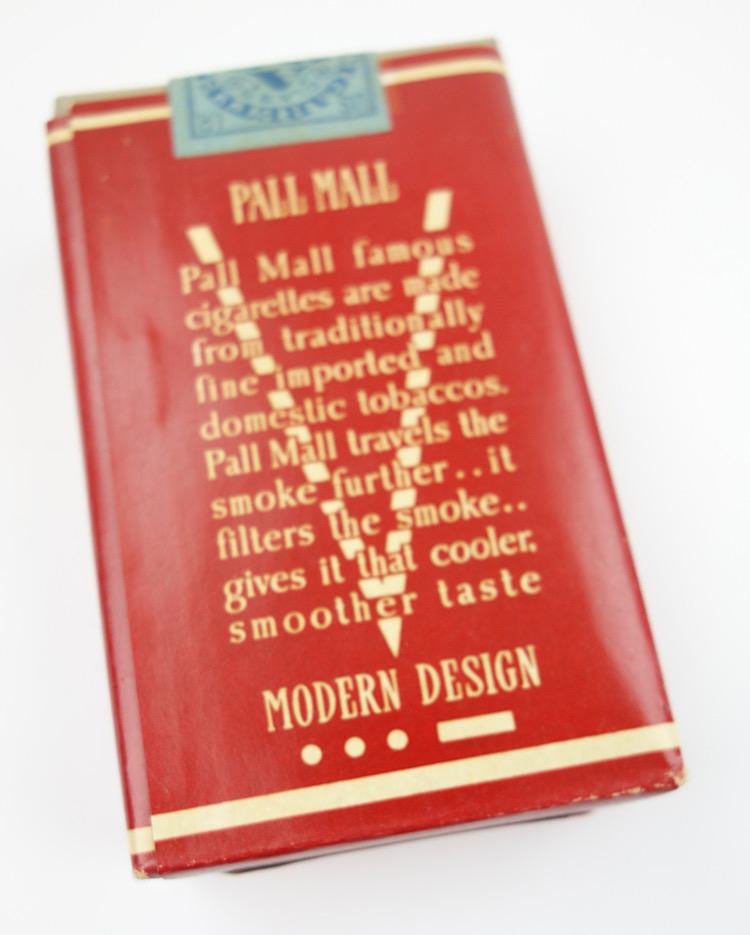 CIGARETTES
PALL MALL
Pall Mall famous
cigarettes are made
from traditionally
fine imported and
domestic tobaccos.
Pall Mall travels the
smoke further..it
filters the smoke..
gives it that cooler,
smoother taste
MODERN DESIGN